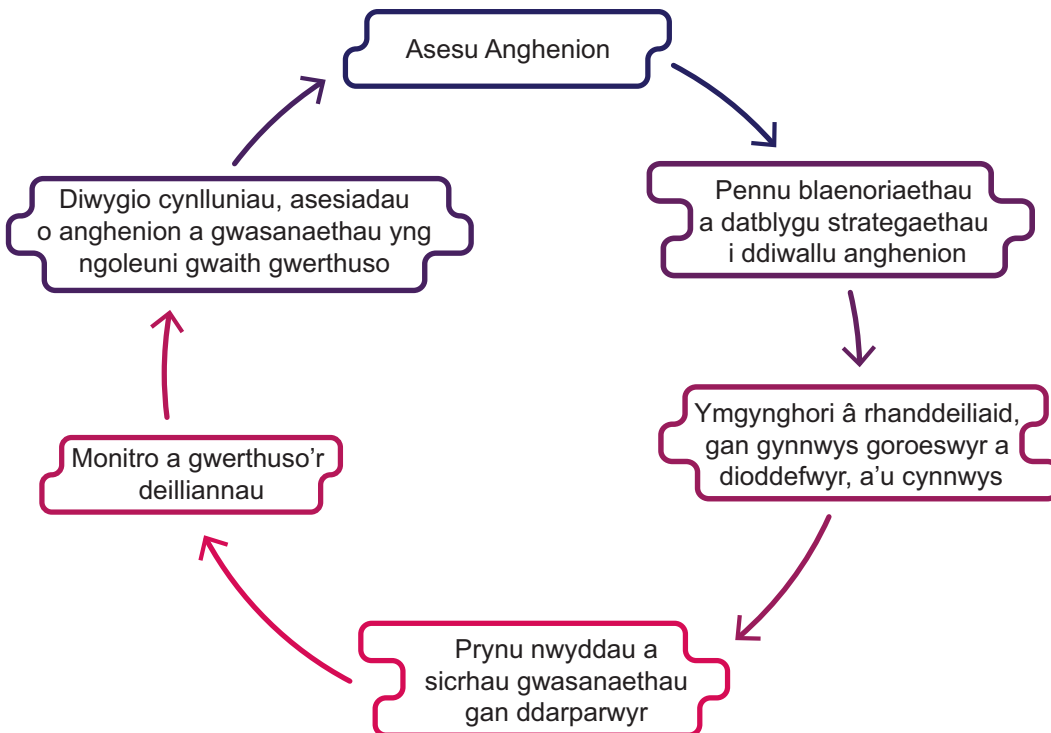 Asesu Anghenion
Pennu blaenoriaethau
a datblygu strategaethau
i ddiwallu anghenion
Ymgynghori â rhanddeiliaid,
gan gynnwys goroeswyr a
dioddefwyr, a’u cynnwys
Prynu nwyddau a
sicrhau gwasanaethau
gan ddarparwyr
Monitro a gwerthuso’r
deilliannau
Diwygio cynlluniau, asesiadau
o anghenion a gwasanaethau yng
ngoleuni gwaith gwerthuso